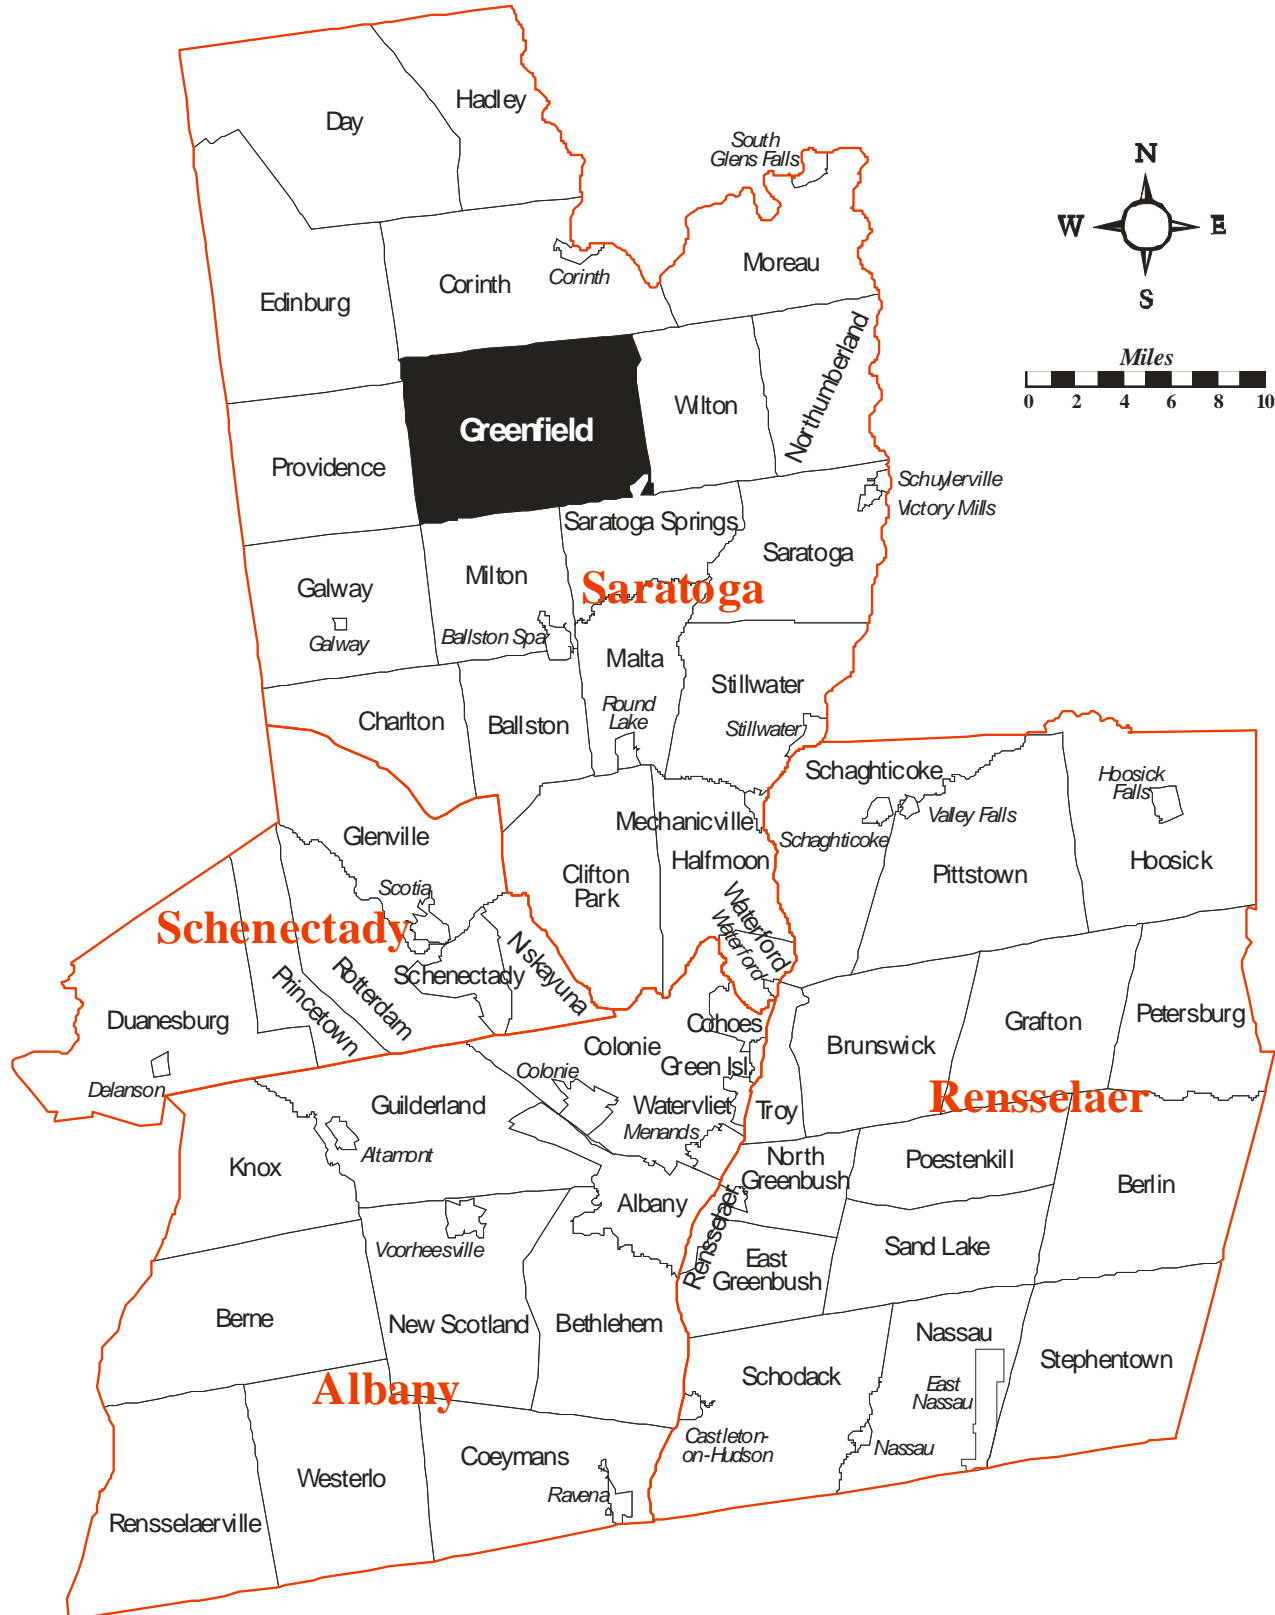 Hadley
Day
South
Glens Falls
N
W
E
S
Moreau
Corinth
Corinth
Edinburg
Miles
0 2 4 6 8 10
Northumberland
Wilton
Greenfield
Providence
Schuylerville
Victory Mills
Saratoga Springs
Saratoga
Milton
Galway
Saratoga
Galway
Ballston Spa
Malta
Stillwater
Round
Lake
Charlton
Ballston
Stillwater
Schaghticoke
Hoosick
Falls
Valley Falls
Mechanicville
Glenville
Schaghticoke
Halfmoon
Hoosick
Clifton
Park
Pittstown
Scotia
Waterford
Waterford
Schenectady
Niskayuna
Schenectady
Rotterdam
Princetown
Duanesburg
Cohoes
Grafton
Petersburg
Colonie
Brunswick
Green Isl.
Colonie
Delanson
Rensselaer
Guilderland
Watervliet
Troy
Menands
Altamont
North
Greenbush
Poestenkill
Knox
Berlin
Albany
Rensselaer
Voorheesville
Sand Lake
East
Greenbush
Berne
New Scotland
Bethlehem
Nassau
Stephentown
Schodack
Albany
East
Nassau
Castleton-
on-Hudson
Nassau
Coeymans
Westerlo
Ravena
Rensselaerville